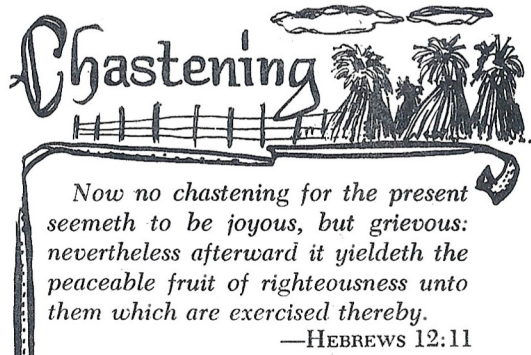 Chastening
Now no chastening for the present
seemeth to be joyous, but grievous:
nevertheless afterward it yieldeth the
peaceable fruit of righteousness unto
them which are exercised thereby.
—HEBREWS 12:11